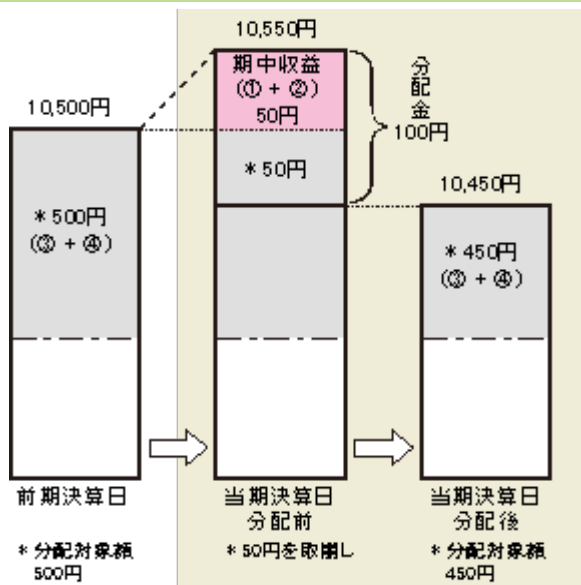 10,550円
期中収益
(① + ②)
50円
分配金
100円
10,500円
*50円
10,450円
*500円
(③ + ④)
*450円
(③ + ④)
前期決算日
当期決算日
分配前
当期決算日
分配後
*分配対象額
500円
*50円を取崩し
*分配対象額
450円